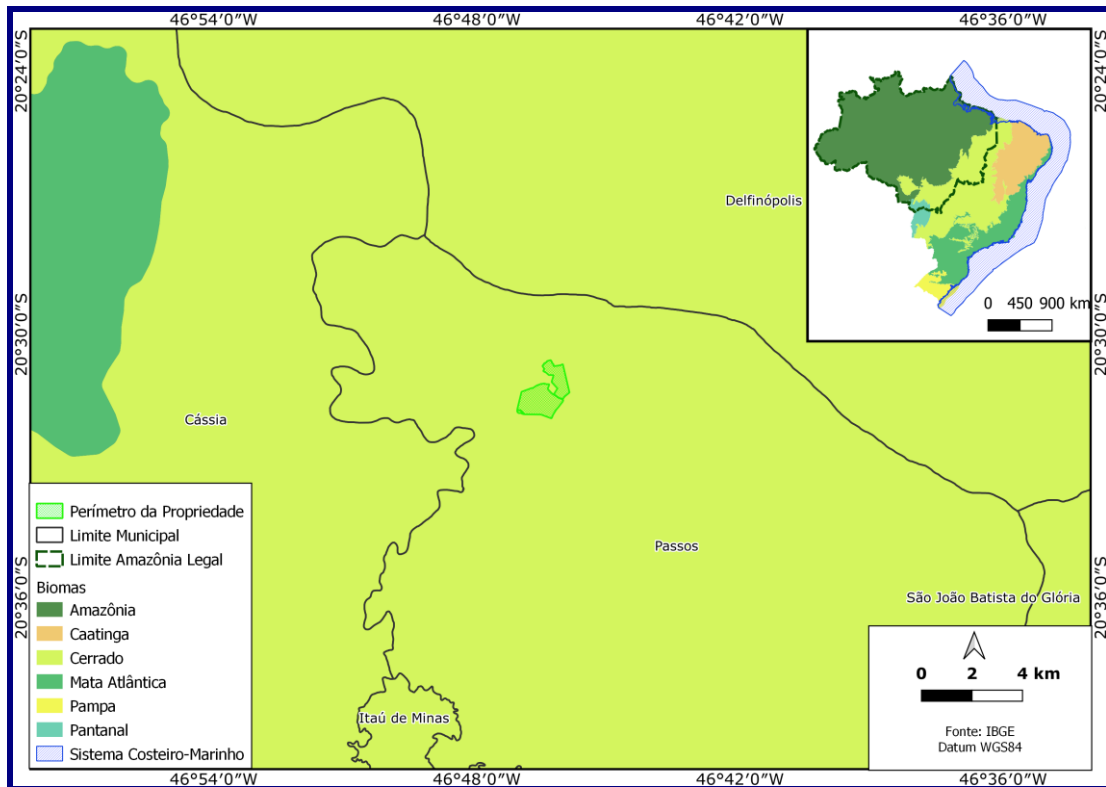 46°54′0″W 46°48′0″W 46°42′0″W 46°36′0″W
20°24′0″S
20°24′0″S
Delfinópolis
0 450 900 km
20°30′0″S
20°30′0″S
Cássia
Perímetro da Propriedade
Limite Municipal
Limite Amazônia Legal
Biomas
Amazônia
Caatinga
Cerrado
Mata Atlântica
Pampa
Pantanal
Sistema Costeiro-Marinho
Passos
20°36′0″S
20°36′0″S
São João Batista do Glória
Itaú de Minas
0 2 4 km
Fonte: IBGE
Datum WGS84
46°54′0″W 46°48′0″W 46°42′0″W 46°36′0″W